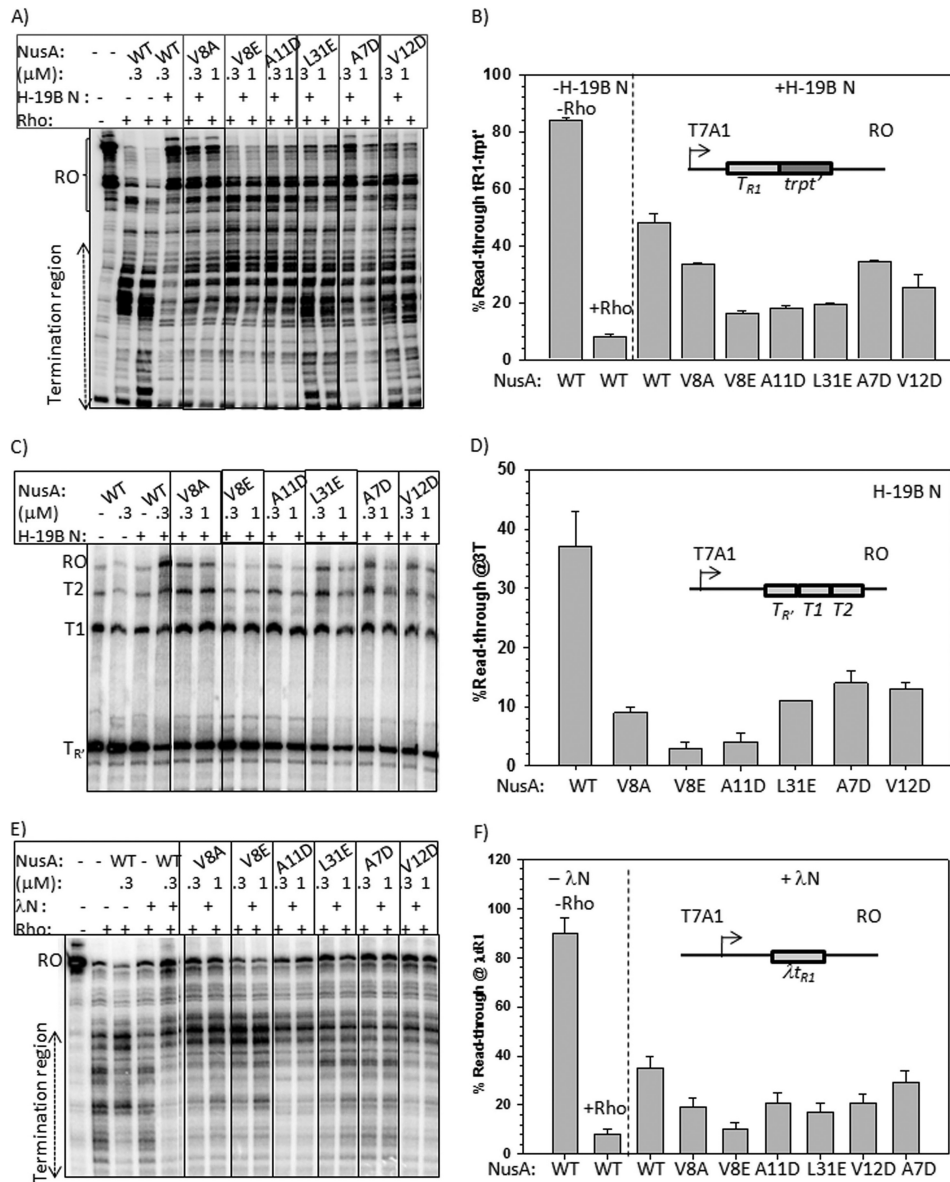 A)
NusA: - - WT WT V8A V8E A11D L31E A7D V12D
(µM): .3 .3 .3 1 .3 1 .3 1 .3 1 .3 1 .3 1
H-19B N : + + + + + + +
Rho: - + + + + + + + + + + + + + + +
RO
Termination region
B)
%Read-through tR1-trpt'
100
80
60
40
20
0
-H-19B N
-Rho
+Rho
+H-19B N
T7A1
RO
TR1
trpt'
NusA: WT WT WT V8A V8E A11D L31E A7D V12D
C)
NusA: WT WT V8A V8E A11D L31E A7D V12D
(µM) - .3 - .3 .3 1 .3 1 .3 1 .3 1 .3 1 .3 1
H-19B N: - - + + + + + + + + + + + + + +
RO
T2
T1
TR'
D)
%Read-through @3T
50
40
30
20
10
0
H-19B N
T7A1
RO
TR' T1 T2
NusA: WT V8A V8E A11D L31E A7D V12D
E)
NusA: - - WT - WT V8A V8E A11D L31E A7D V12D
(µM): .3 .3 .3 1 .3 1 .3 1 .3 1 .3 1 .3 1
λN : - - - + + + + + + + +
Rho: - + + + + + + + + + + + + + + + +
RO
Termination region
F)
% Read-through @ λtR1
120
100
80
60
40
20
0
– λN
-Rho
+Rho
+ λN
T7A1
RO
λtR1
NusA: WT WT WT V8A V8E A11D L31E V12D A7D